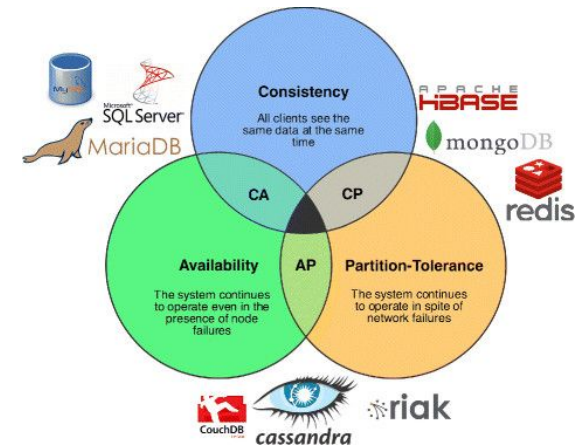 Consistency
All clients see the
same data at the same
time
MySQL
Microsoft
SQL Server
MariaDB
APACHE
HBASE
mongoDB
redis
CA
CP
AP
Availability
The system continues
to operate even in the
presence of node
failures
Partition-Tolerance
The system continues
to operate in spite of
network failures
CouchDB
cassandra
riak